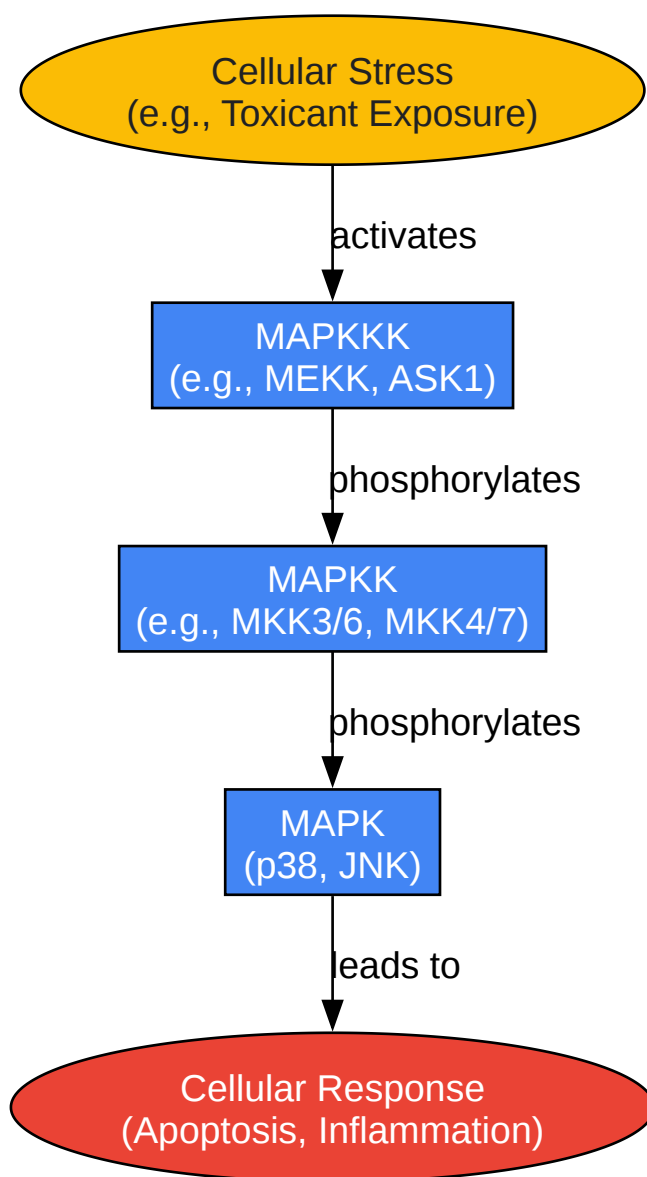 Cellular Stress
(e.g., Toxicant Exposure)
activates
MAPKKK
(e.g., MEKK, ASK1)
phosphorylates
MAPKK
(e.g., MKK3/6, MKK4/7)
phosphorylates
MAPK
(p38, JNK)
leads to
Cellular Response
(Apoptosis, Inflammation)